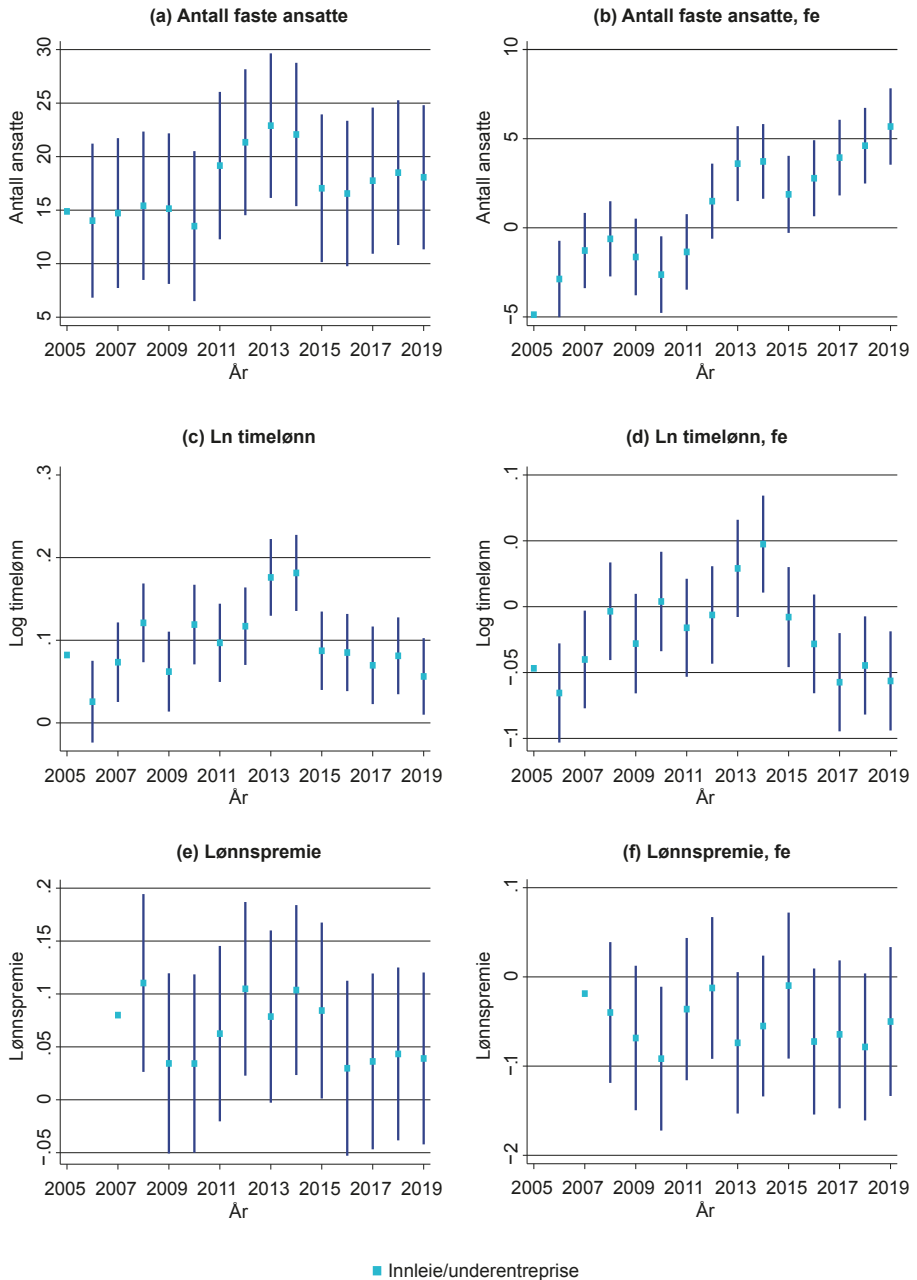 (a) Antall faste ansatte
Antall ansatte
30
25
20
15
10
5
2005 2007 2009 2011 2013 2015 2017 2019
År
(b) Antall faste ansatte, fe
Antall ansatte
10
5
0
−5
2005 2007 2009 2011 2013 2015 2017 2019
År
(c) Ln timelønn
Log timelønn
.3
.2
.1
0
2005 2007 2009 2011 2013 2015 2017 2019
År
(d) Ln timelønn, fe
Log timelønn
.1
.0
0
−.05
−.1
2005 2007 2009 2011 2013 2015 2017 2019
År
(e) Lønnspremie
Lønnspremie
.2
.15
.1
.05
0
−.05
2005 2007 2009 2011 2013 2015 2017 2019
År
(f) Lønnspremie, fe
Lønnspremie
.1
0
−.1
−.2
2005 2007 2009 2011 2013 2015 2017 2019
År
Innleie/underentreprise